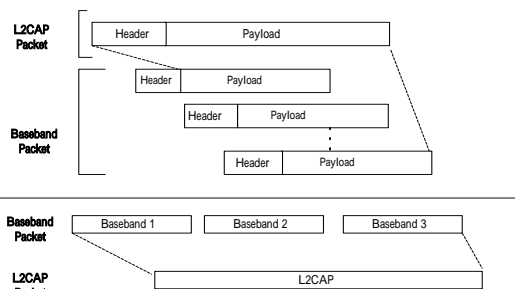 L2CAP
Packet
Header Payload
Header Payload
Header Payload
Baseband
Packet
Header Payload
Baseband
Packet
Baseband 1 Baseband 2 Baseband 3
L2CAP
L2CAP